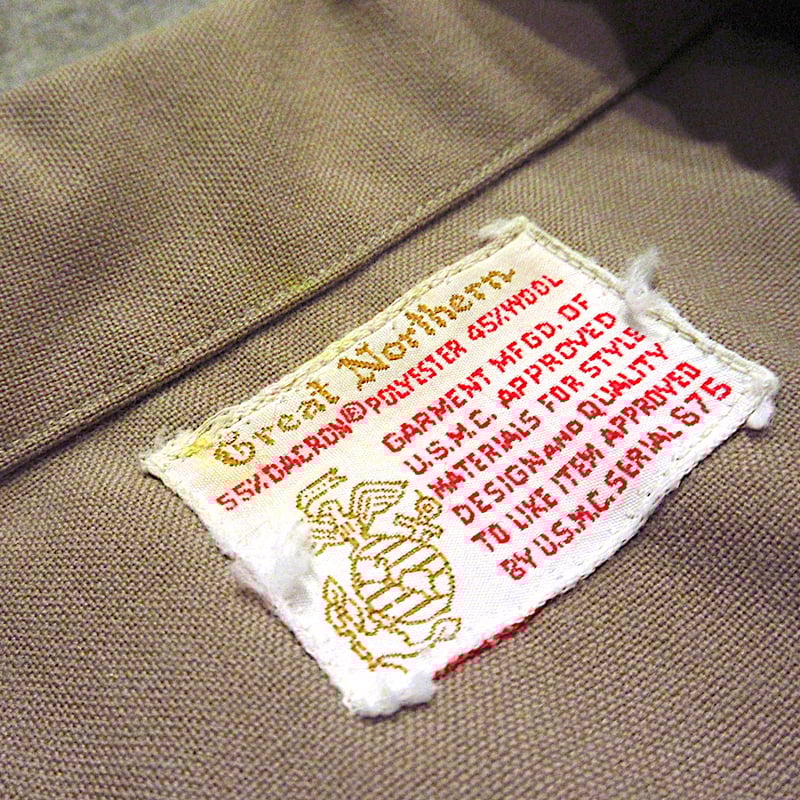 Great Northern
55% DACRON® POLYESTER 45% WOOL
GARMENT MFGD. OF
U.S.M.C. APPROVED
MATERIALS FOR STYLE
DESIGN AND QUALITY
TO LIKE ITEM APPROVED
BY U.S.M.C. SERIAL S75